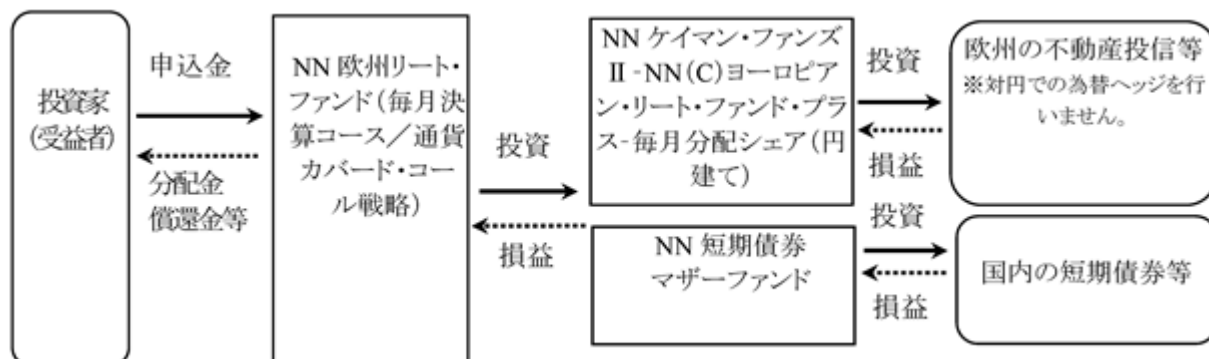 投資家
(受益者)
申込金
分配金
償還金等
NN 欧州リート・
ファンド(毎月決
算コース／通貨
カバード・コー
ル戦略)
投資
損益
NN ケイマン・ファンズ
Ⅱ-NN(C)ヨーロピア
ン・リート・ファンド・プラ
ス-毎月分配シェア(円
建て)
投資
損益
欧州の不動産投信等
※対円での為替ヘッジを行
いません。
NN 短期債券
マザーファンド
投資
損益
国内の短期債券等